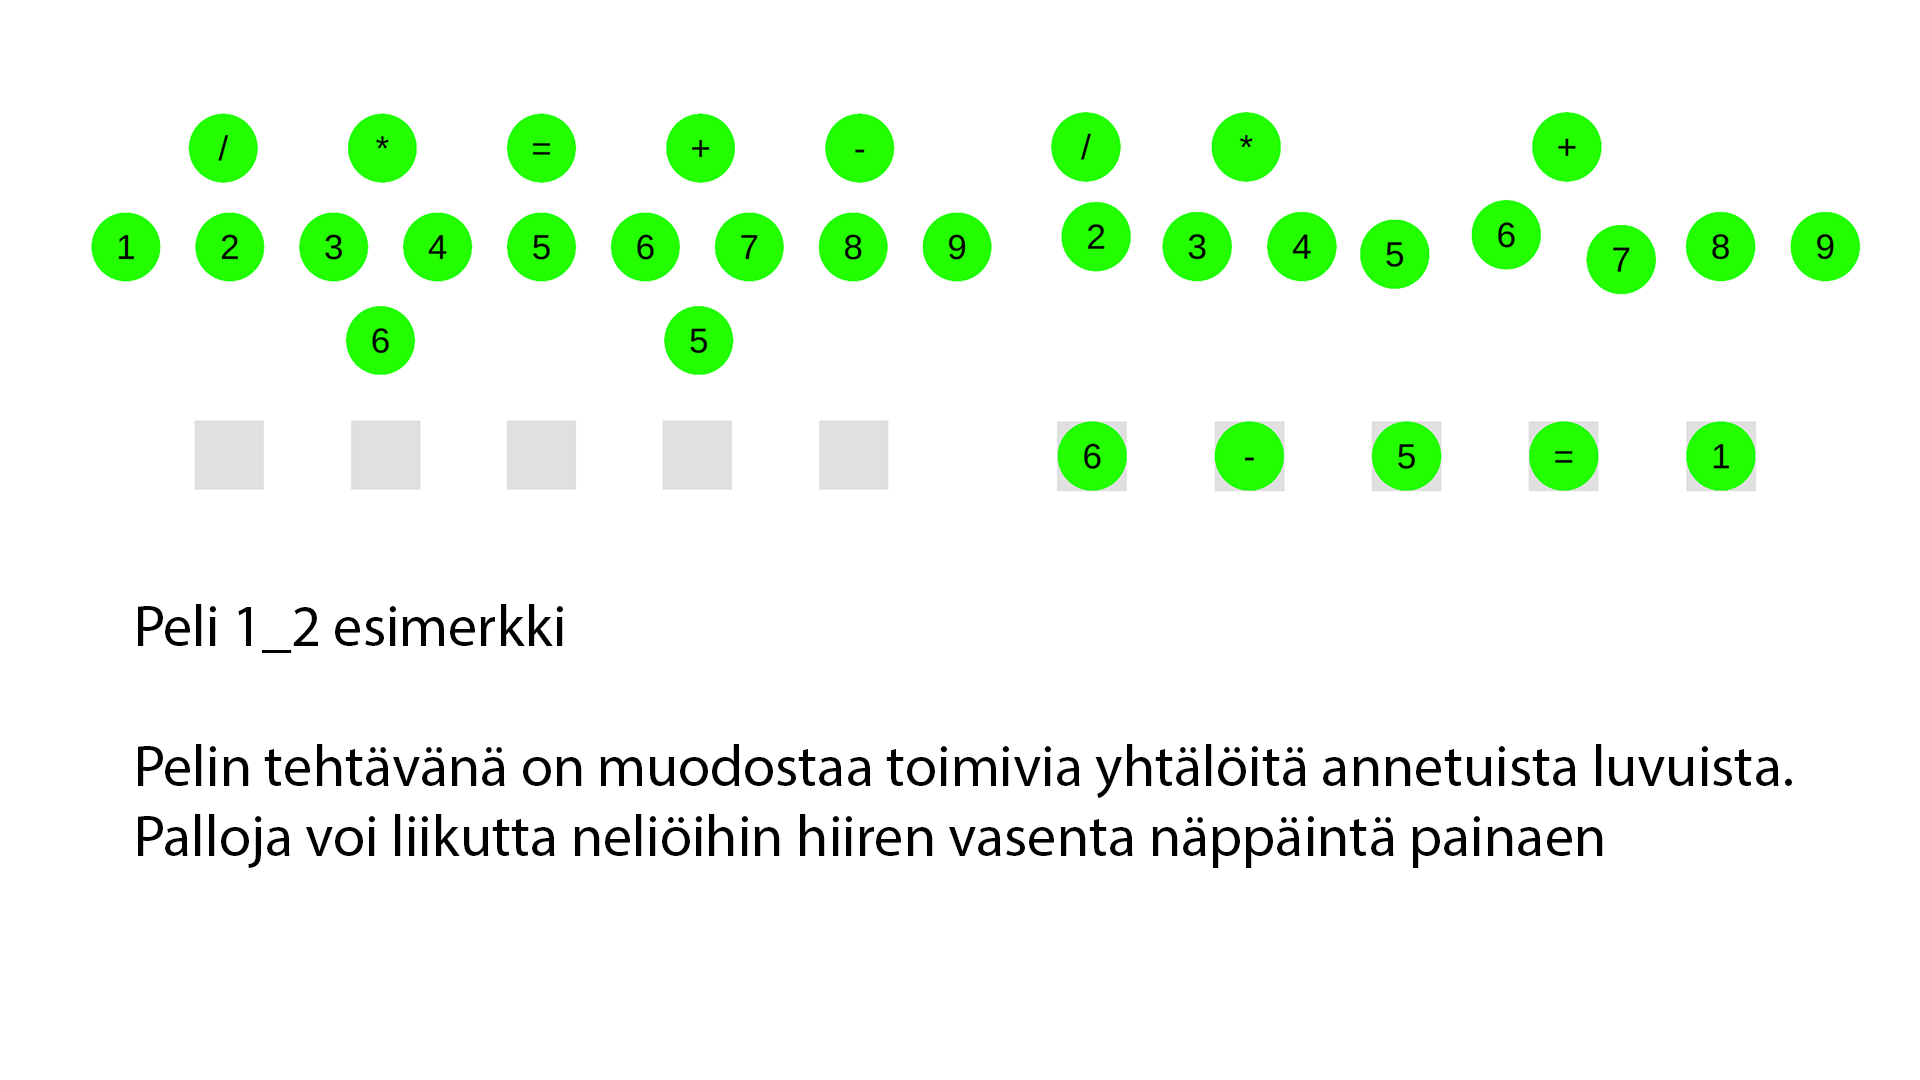 / * = + -
1 2 3 4 5 6 7 8 9
6 5
/ * +
2 3 4 5 6 7 8 9
6 - 5 = 1
Peli 1_2 esimerkki
Pelin tehtävänä on muodostaa toimivia yhtälöitä annetuista luvuista.
Palloja voi liikutta neliöihin hiiren vasenta näppäintä painaen